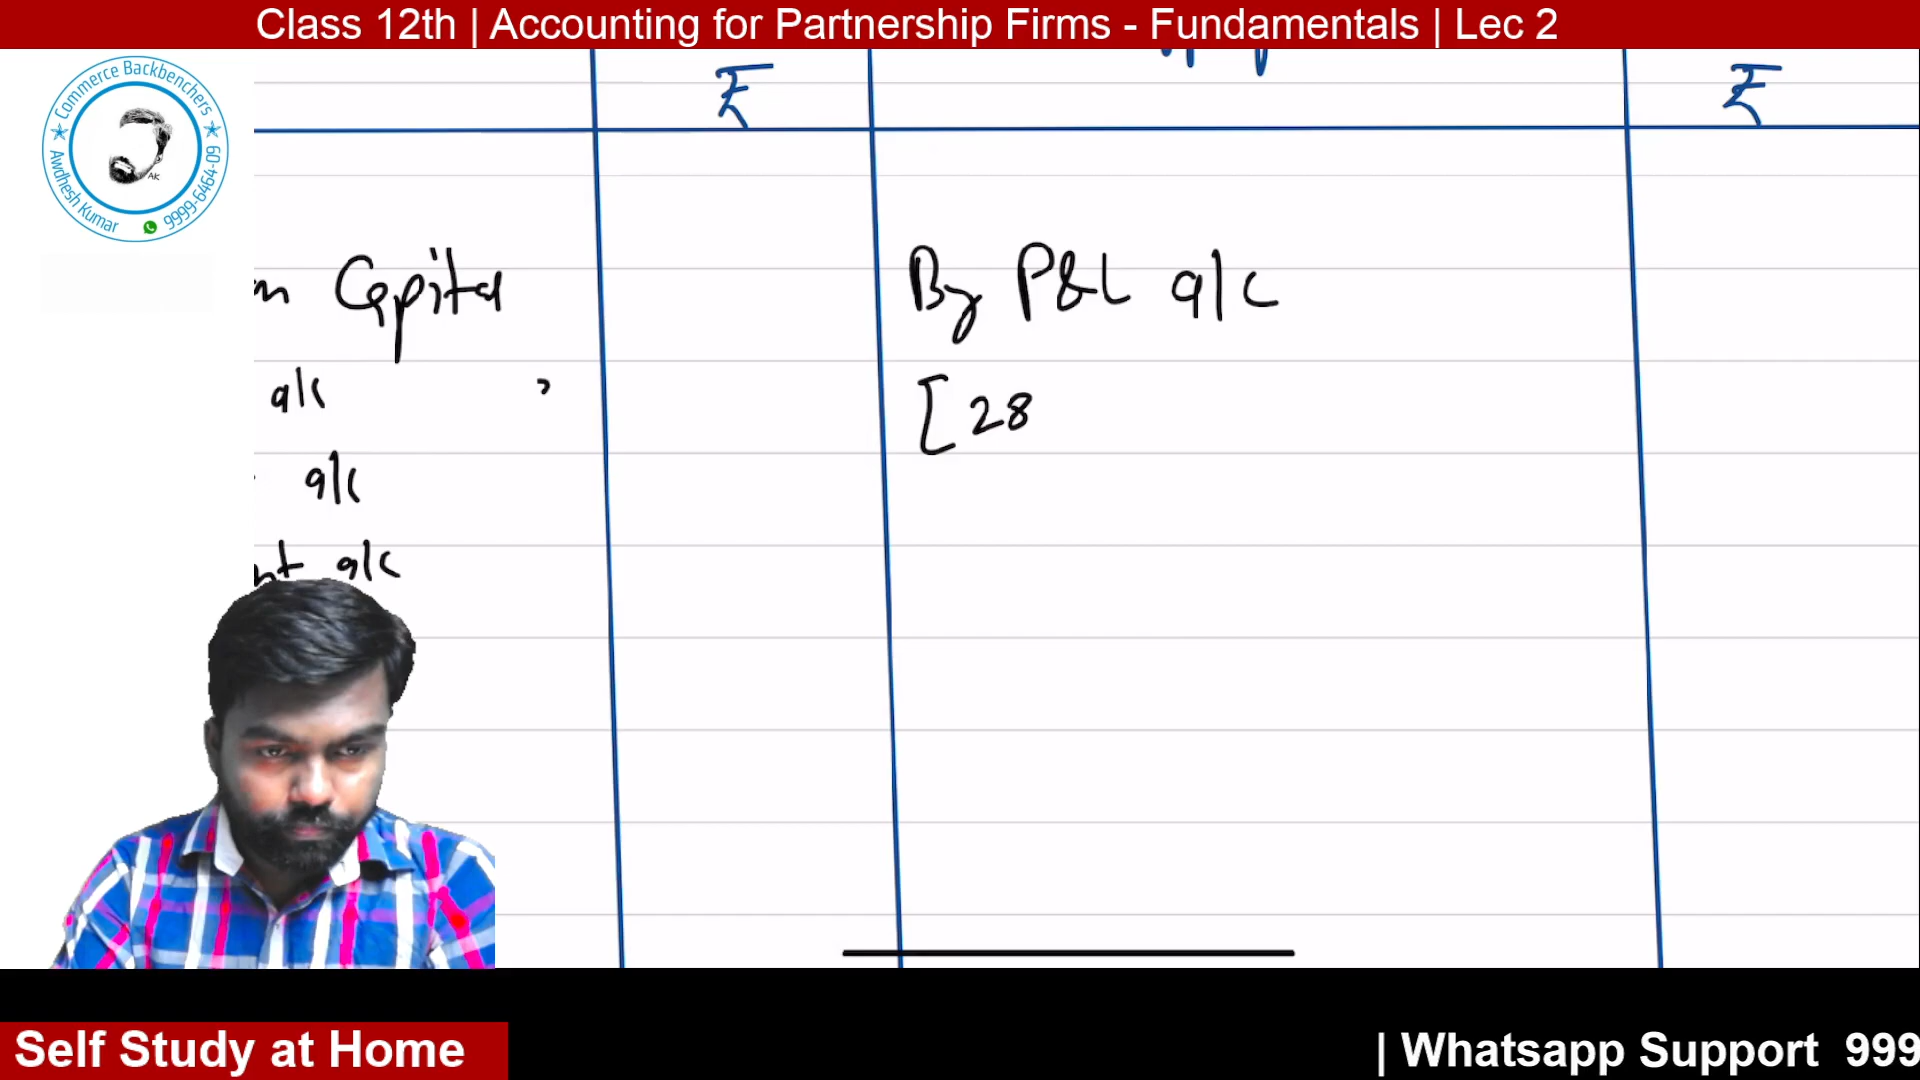 Class 12th | Accounting for Partnership Firms - Fundamentals | Lec 2
Commerce Backbenchers
Awdhesh Kumar
9999-6464-09
AK
₹ ₹
Capital By P&L a/c
a/c [28
a/c
a/c
Self Study at Home | Whatsapp Support 999